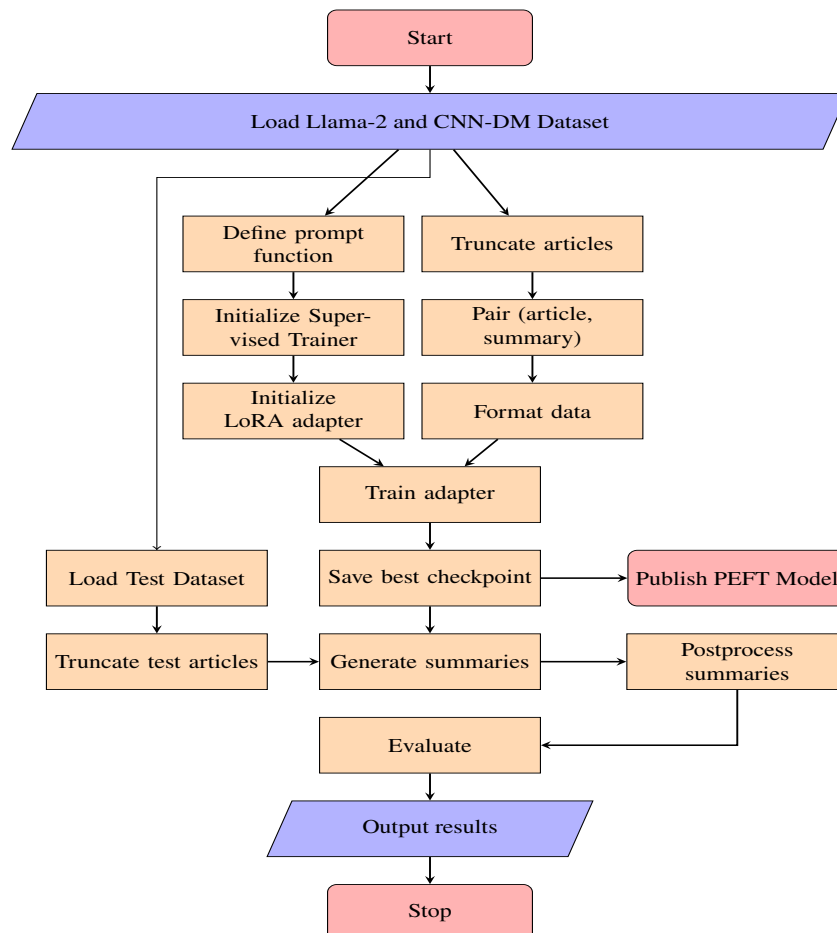 Start
Load Llama-2 and CNN-DM Dataset
Define prompt
function
Truncate articles
Initialize Super-
vised Trainer
Pair (article,
summary)
Initialize
LoRA adapter
Format data
Train adapter
Load Test Dataset
Save best checkpoint
Publish PEFT Model
Truncate test articles
Generate summaries
Postprocess
summaries
Evaluate
Output results
Stop